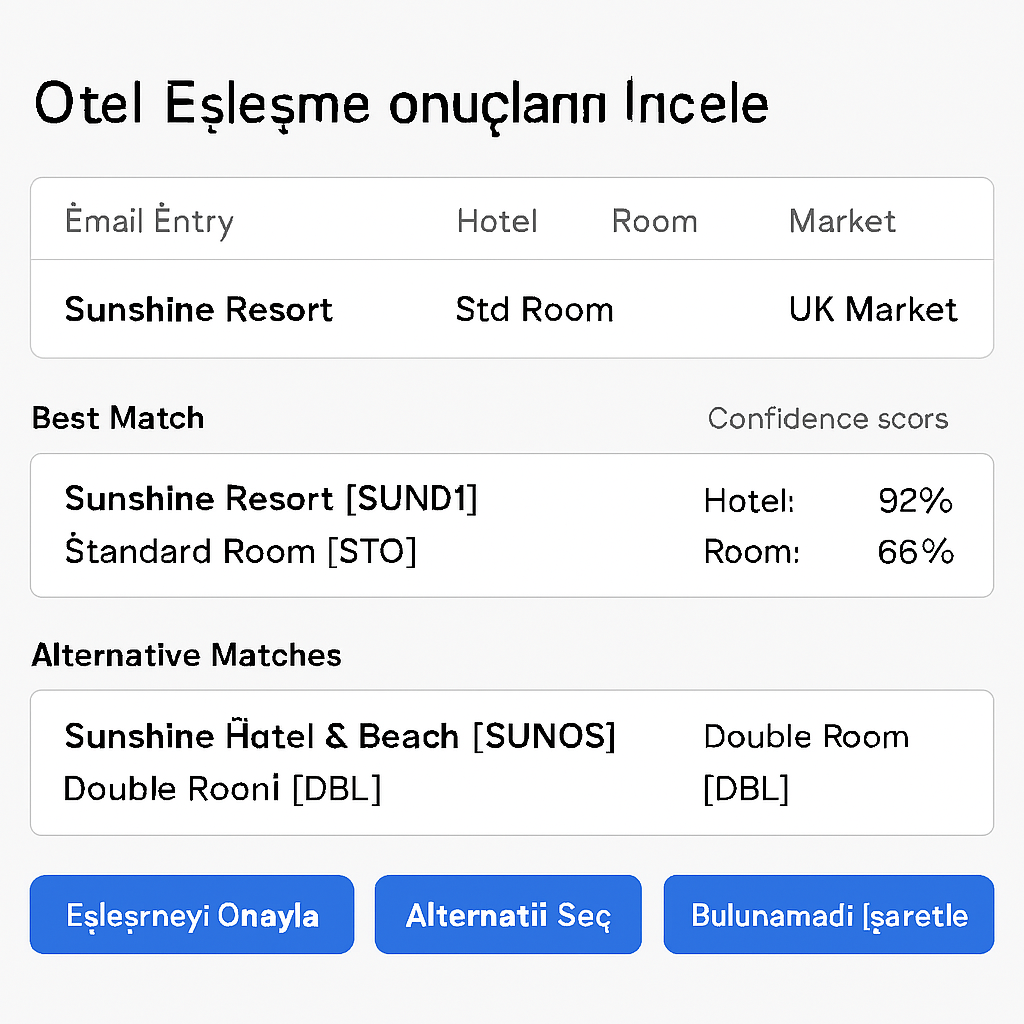 Otel Eşleşme onuçlanın İncele
Ėmail Ėntry Hotel Room Market
Sunshine Resort Std Room UK Market
Best Match Confidence scors
Sunshine Resort [SUND1] Hotel: 92%
Ṡtandard Room [STO] Room: 66%
Alternative Matches
Sunshine H̃atel & Beach [SUNOS] Double Room
Double Rooni [DBL] [DBL]
Eşleşrneyi Onayla Alternatii Seç Bulunamadi [şaretle